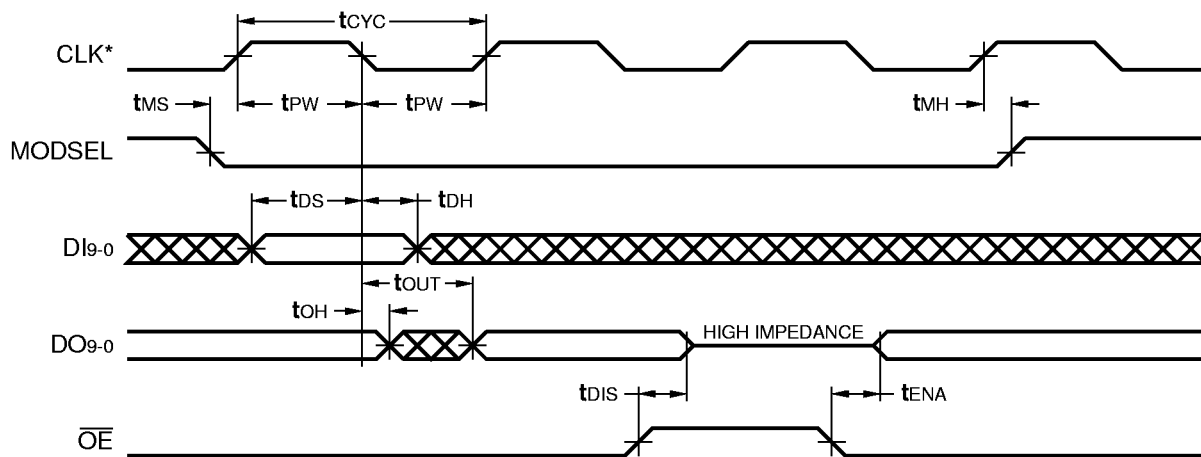 tCYC
CLK*
tMS tPW tPW tMH
MODSEL
tDS tDH
DI9-0
tOUT
tOH
DO9-0 HIGH IMPEDANCE
tDIS tENA
OE